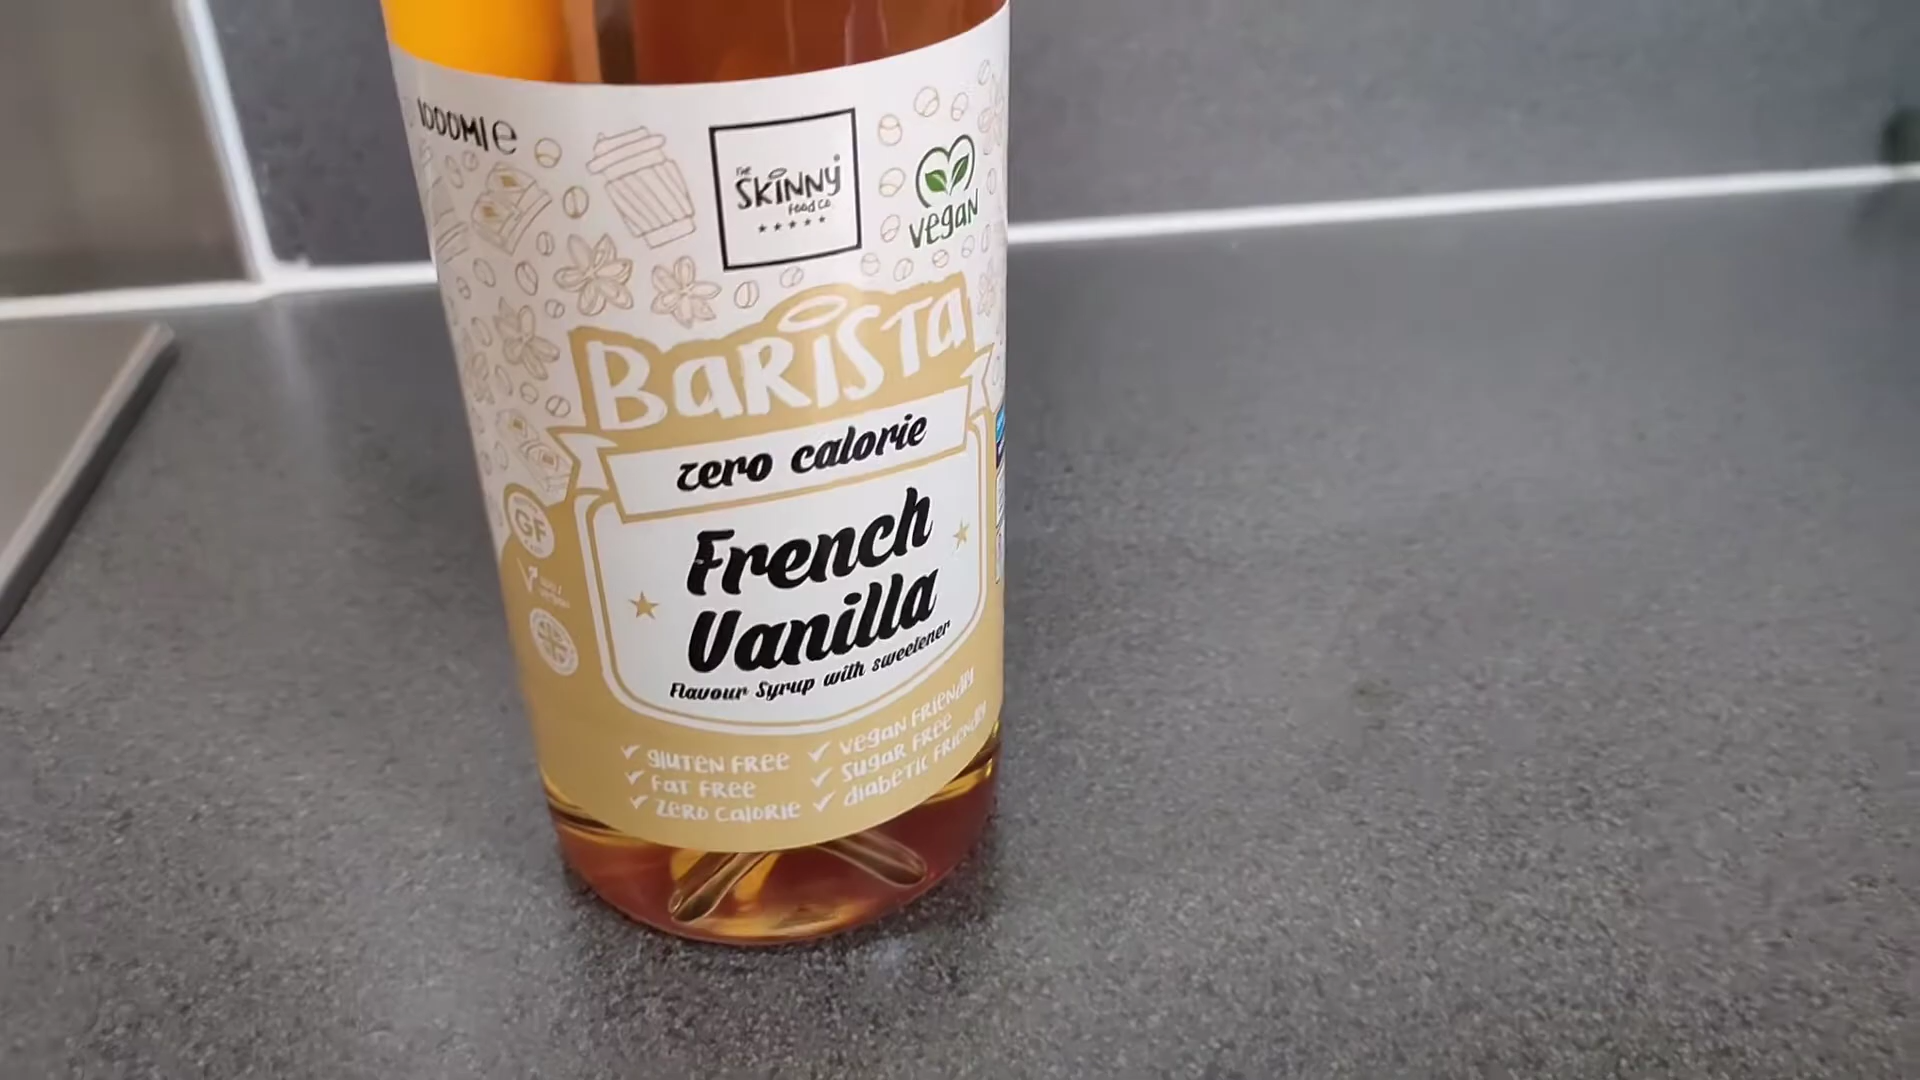 1000Ml e
THE
SKINNY
FOOD CO
VEGAN
BARISTA
zero calorie
French
Vanilla
Flavour Syrup with sweetener
GF
✓ GLUTEN FREE
✓ FAT FREE
✓ ZERO CALORIE
✓ VEGAN FRIENDLY
✓ SUGAR FREE
✓ DIABETIC FRIENDLY